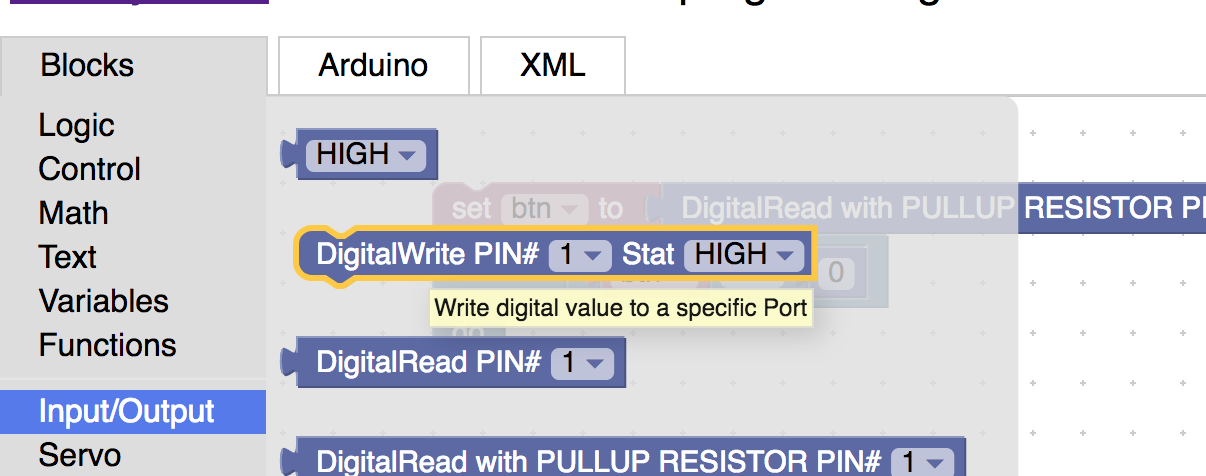 Blocks
Arduino
XML
Logic
Control
Math
Text
Variables
Functions
Input/Output
Servo
HIGH
set btn to DigitalRead with PULLUP RESISTOR
DigitalWrite PIN# 1 Stat HIGH
0
Write digital value to a specific Port
DigitalRead PIN# 1
DigitalRead with PULLUP RESISTOR PIN# 1